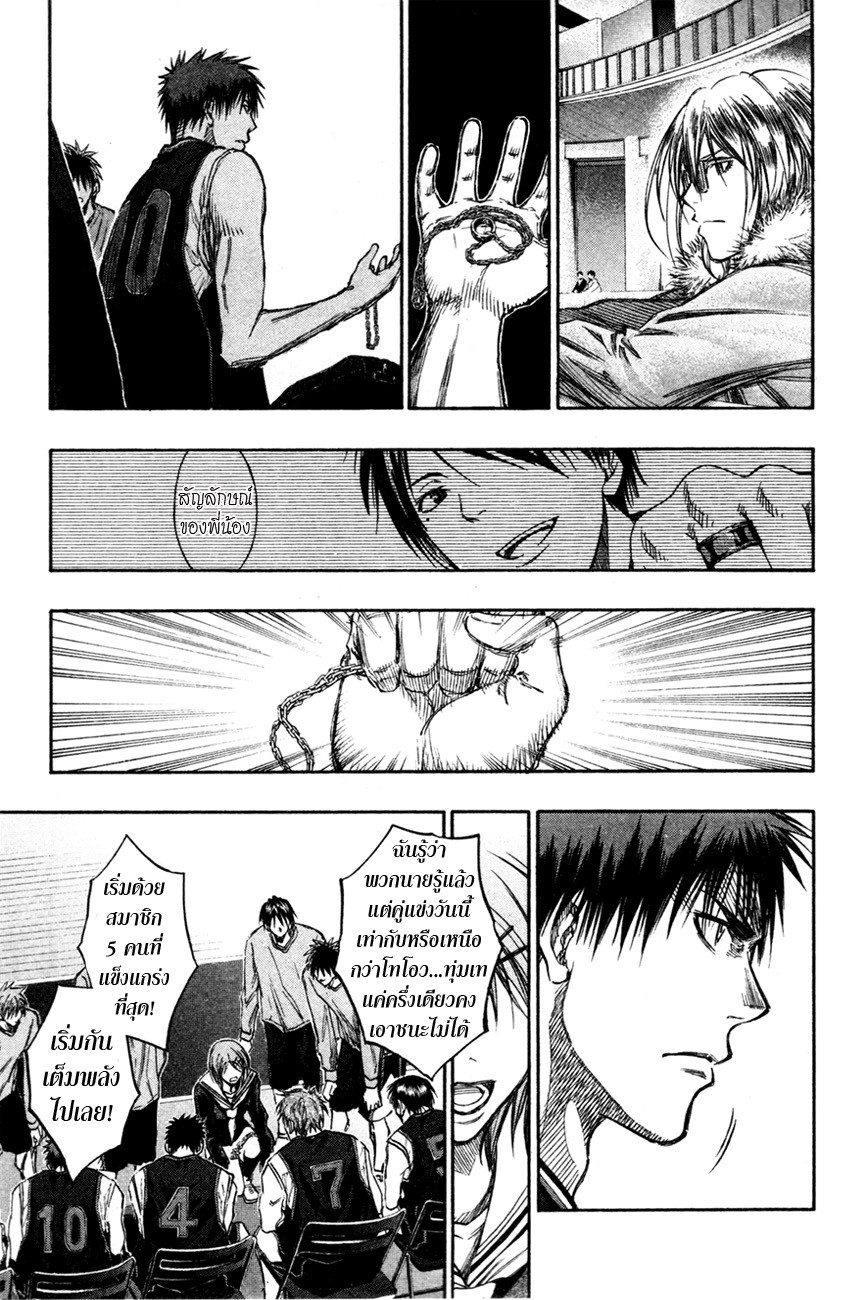 0
สัญลักษณ์
ของพี่น้อง
ฉันรู้ว่า
พวกนายรู้แล้ว
แต่คู่แข่งวันนี้
เท่ากับหรือเหนือ
กว่าโทโอว...ทุ่มเท
แค่ครึ่งเดียวคง
เอาชนะไม่ได้
เริ่มด้วย
สมาชิก
5 คนที่
แข็งแกร่ง
ที่สุด!
เริ่มกัน
เต็มพลัง
ไปเลย!
10
4
7
5